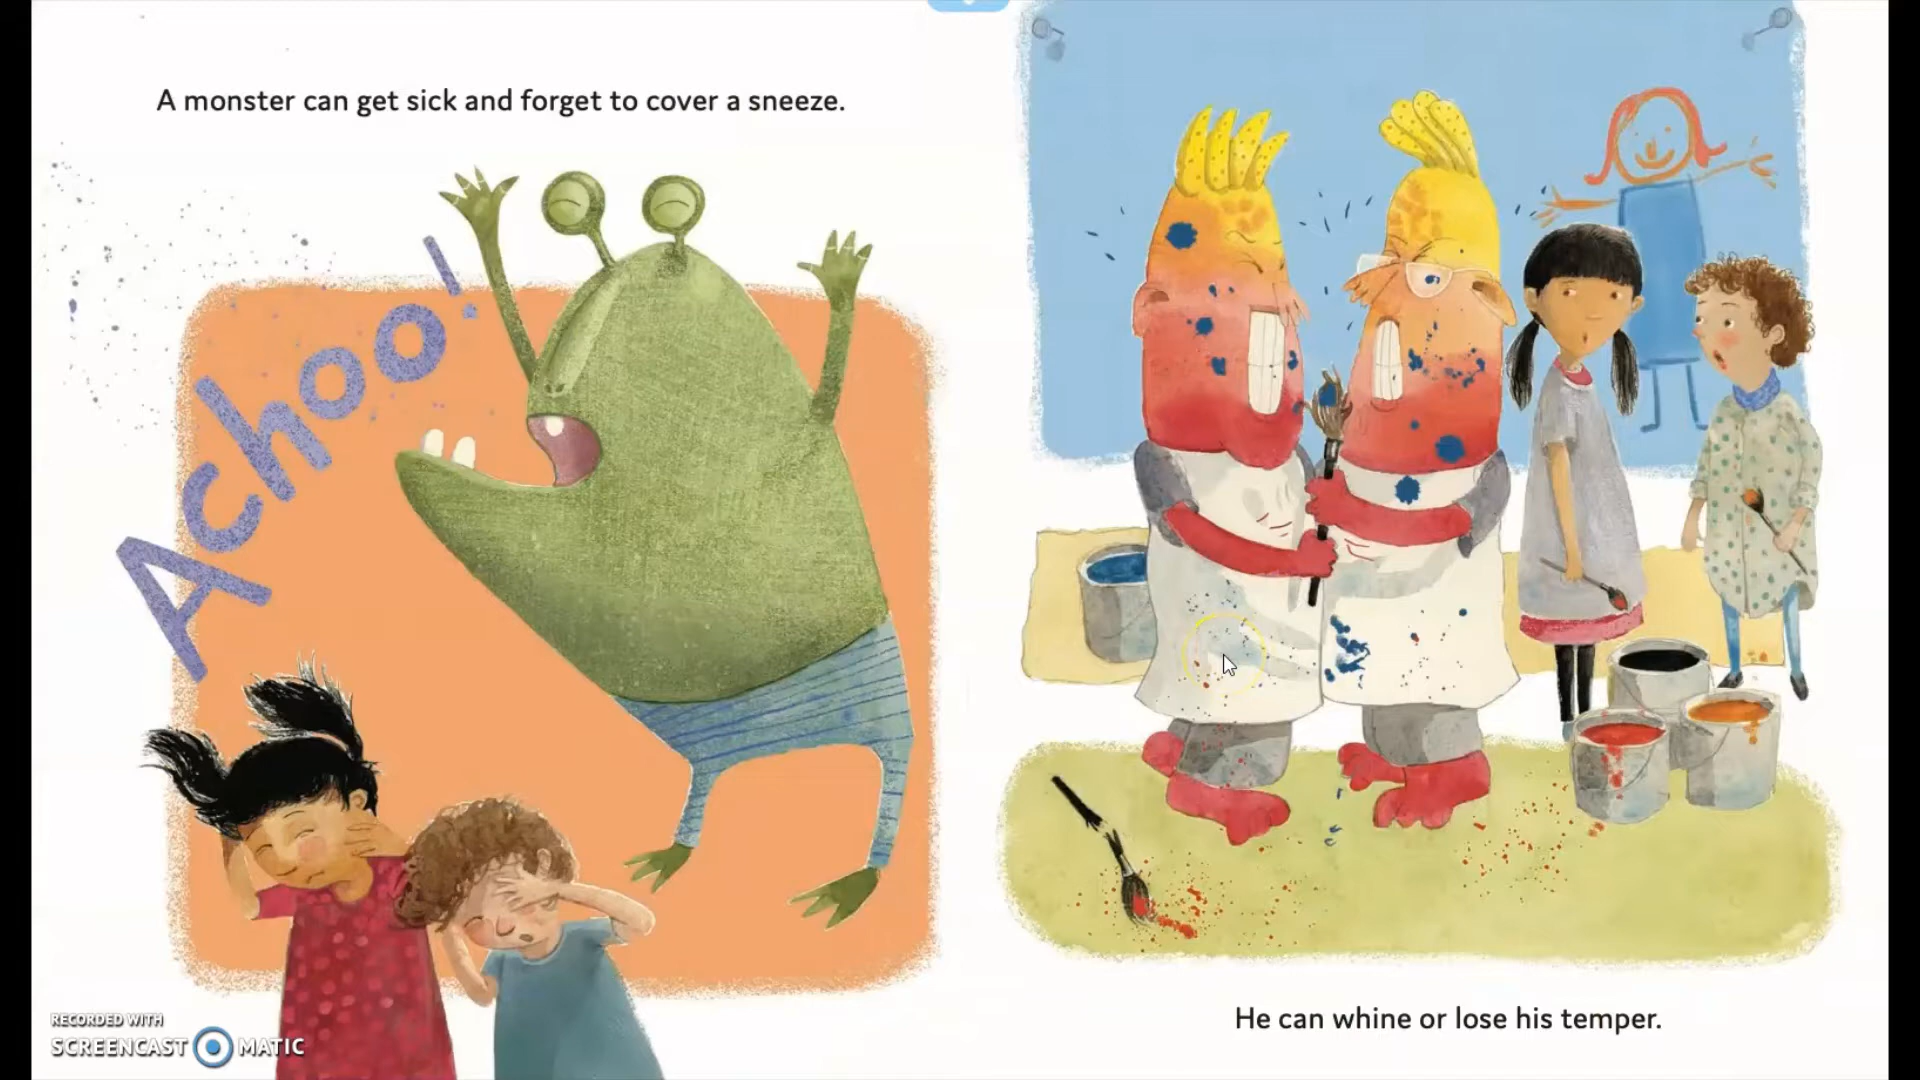 A monster can get sick and forget to cover a sneeze.
Achoo!
He can whine or lose his temper.
RECORDED WITH
SCREENCAST MATIC